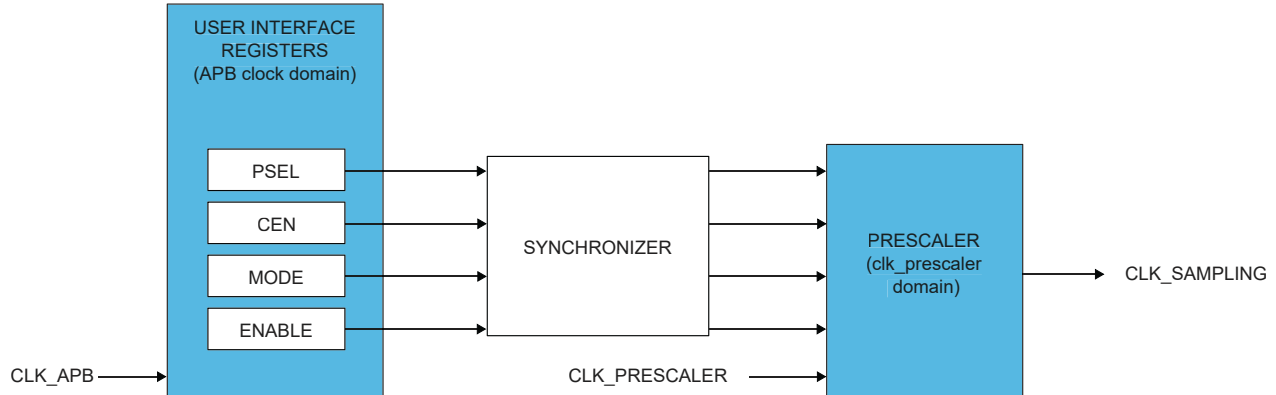 USER INTERFACE
REGISTERS
(APB clock domain)
PSEL
CEN
MODE
ENABLE
CLK_APB
SYNCHRONIZER
CLK_PRESCALER
PRESCALER
(clk_prescaler
domain)
CLK_SAMPLING